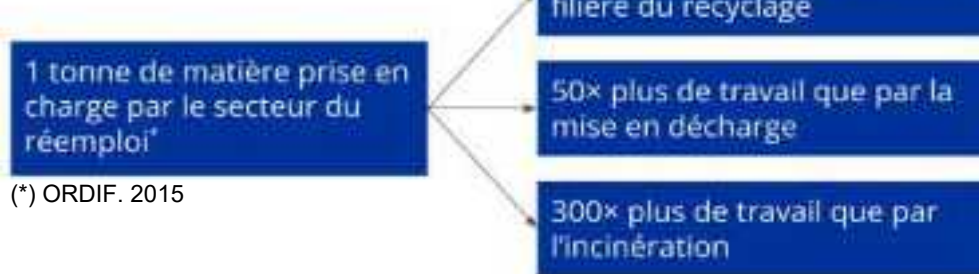 filière du recyclage
1 tonne de matière prise en
charge par le secteur du
réemploi*
50× plus de travail que par la
mise en décharge
(*) ORDIF. 2015
300× plus de travail que par
l'incinération